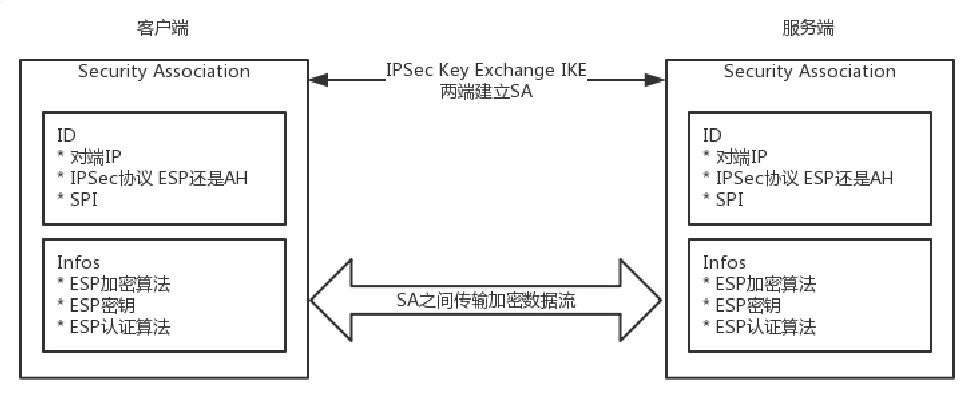 客户端
服务端
Security Association
IPSec Key Exchange IKE
两端建立SA
Security Association
ID
* 对端IP
* IPSec协议 ESP还是AH
* SPI
ID
* 对端IP
* IPSec协议 ESP还是AH
* SPI
Infos
* ESP加密算法
* ESP密钥
* ESP认证算法
SA之间传输加密数据流
Infos
* ESP加密算法
* ESP密钥
* ESP认证算法